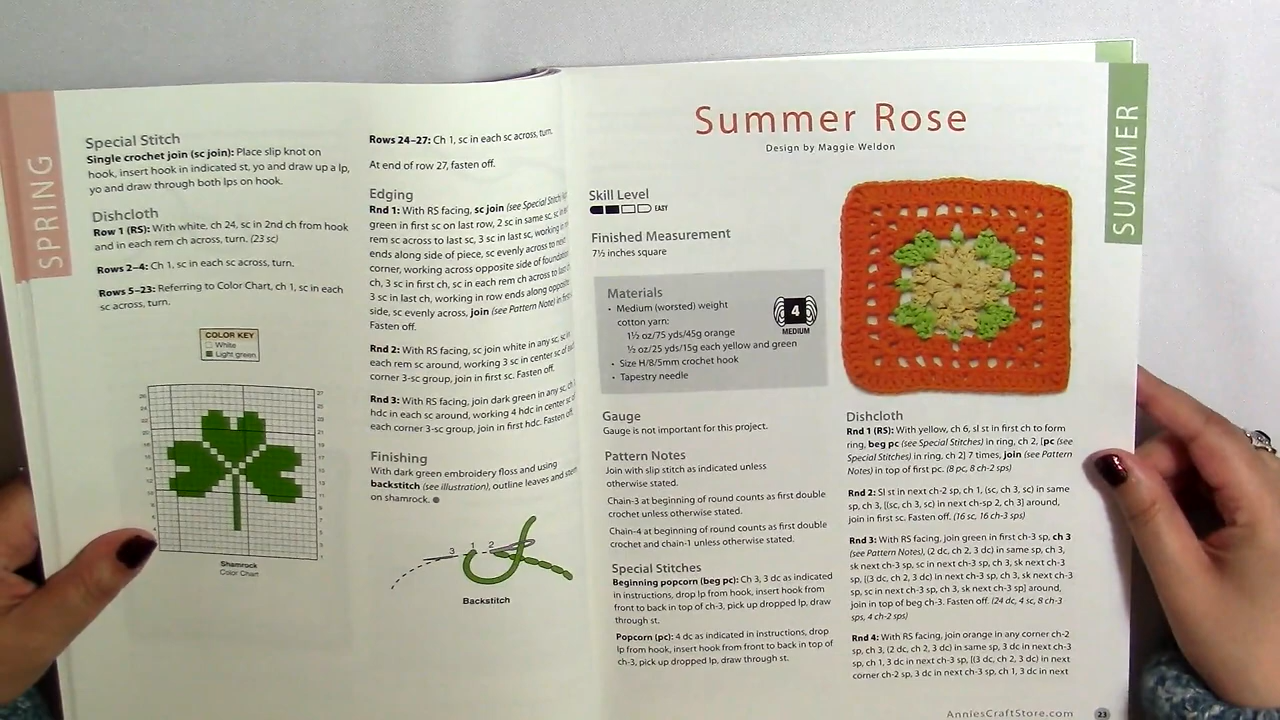 SPRING
Special Stitch
Single crochet join (sc join): Place slip knot on
hook, insert hook in indicated st, yo and draw up a lp,
yo and draw through both lps on hook.
Dishcloth
Row 1 (RS): With white, ch 24, sc in 2nd ch from hook
and in each rem ch across, turn. (23 sc)
Rows 2–4: Ch 1, sc in each sc across, turn.
Rows 5–23: Referring to Color Chart, ch 1, sc in each
sc across, turn.
COLOR KEY
White
Light green
Shamrock
Color Chart
Rows 24–27: Ch 1, sc in each sc across, turn.
At end of row 27, fasten off.
Edging
Rnd 1: With RS facing, sc join (see Special Stitch)
green in first sc on last row, 2 sc in same sc, sc in
rem sc across to last sc, 3 sc in last sc, working in
ends along side of piece, sc evenly across to next
corner, working across opposite side of foundation
ch, 3 sc in first ch, sc in each rem ch across to last
3 sc in last ch, working in row ends along opposite
side, sc evenly across, join (see Pattern Note) in first
Fasten off.
Rnd 2: With RS facing, sc join white in any sc, sc in
each rem sc around, working 3 sc in center sc of each
corner 3-sc group, join in first sc. Fasten off.
Rnd 3: With RS facing, join dark green in any sc, ch
hdc in each sc around, working 4 hdc in center sc of
each corner 3-sc group, join in first hdc. Fasten off.
Finishing
With dark green embroidery floss and using
backstitch (see illustration), outline leaves and stem
on shamrock.
3 1 2
Backstitch
SUMMER
Summer Rose
Design by Maggie Weldon
Skill Level
EASY
Finished Measurement
7½ inches square
Materials
• Medium (worsted) weight
cotton yarn:
1½ oz/75 yds/45g orange
½ oz/25 yds/15g each yellow and green
• Size H/8/5mm crochet hook
• Tapestry needle
4
MEDIUM
Gauge
Gauge is not important for this project.
Pattern Notes
Join with slip stitch as indicated unless
otherwise stated.
Chain-3 at beginning of round counts as first double
crochet unless otherwise stated.
Chain-4 at beginning of round counts as first double
crochet and chain-1 unless otherwise stated.
Special Stitches
Beginning popcorn (beg pc): Ch 3, 3 dc as indicated
in instructions, drop lp from hook, insert hook from
front to back in top of ch-3, pick up dropped lp, draw
through st.
Popcorn (pc): 4 dc as indicated in instructions, drop
lp from hook, insert hook from front to back in top of
ch-3, pick up dropped lp, draw through st.
Dishcloth
Rnd 1 (RS): With yellow, ch 6, sl st in first ch to form
ring, beg pc (see Special Stitches) in ring, ch 2, [pc (see
Special Stitches) in ring, ch 2] 7 times, join (see Pattern
Notes) in top of first pc. (8 pc, 8 ch-2 sps)
Rnd 2: Sl st in next ch-2 sp, ch 1, (sc, ch 3, sc) in same
sp, ch 3, [(sc, ch 3, sc) in next ch-sp 2, ch 3] around,
join in first sc. Fasten off. (16 sc, 16 ch-3 sps)
Rnd 3: With RS facing, join green in first ch-3 sp, ch 3
(see Pattern Notes), (2 dc, ch 2, 3 dc) in same sp, ch 3,
sk next ch-3 sp, sc in next ch-3 sp, ch 3, sk next ch-3
sp, [(3 dc, ch 2, 3 dc) in next ch-3 sp, ch 3, sk next ch-3
sp, sc in next ch-3 sp, ch 3, sk next ch-3 sp] around,
join in top of beg ch-3. Fasten off. (24 dc, 4 sc, 8 ch-3
sps, 4 ch-2 sps)
Rnd 4: With RS facing, join orange in any corner ch-2
sp, ch 3, (2 dc, ch 2, 3 dc) in same sp, 3 dc in next ch-3
sp, ch 1, 3 dc in next ch-3 sp, [(3 dc, ch 2, 3 dc) in next
corner ch-2 sp, 3 dc in next ch-3 sp, ch 1, 3 dc in next
AnniesCraftStore.com 23